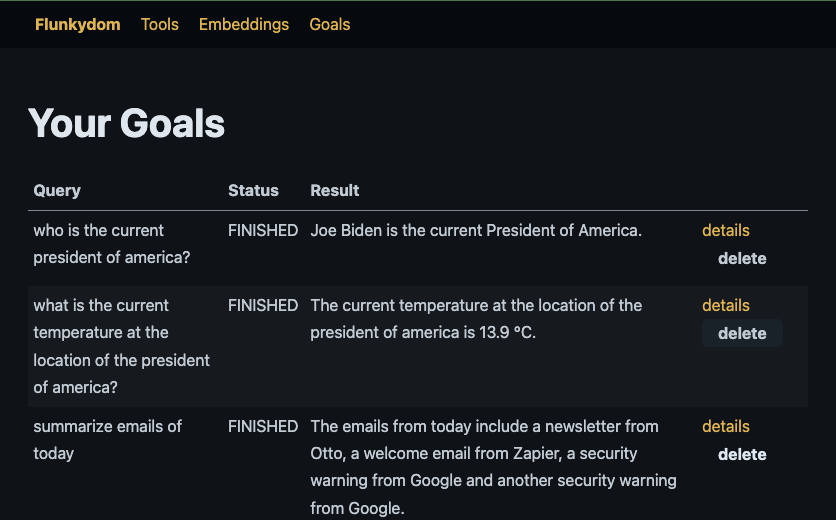 Flunkydom Tools Embeddings Goals
Your Goals
Query Status Result
who is the current FINISHED Joe Biden is the current President of America. details
president of america? delete
what is the current FINISHED The current temperature at the location of the details
temperature at the president of america is 13.9 °C. delete
location of the president
of america?
summarize emails of FINISHED The emails from today include a newsletter from details
today Otto, a welcome email from Zapier, a security delete
warning from Google and another security warning
from Google.